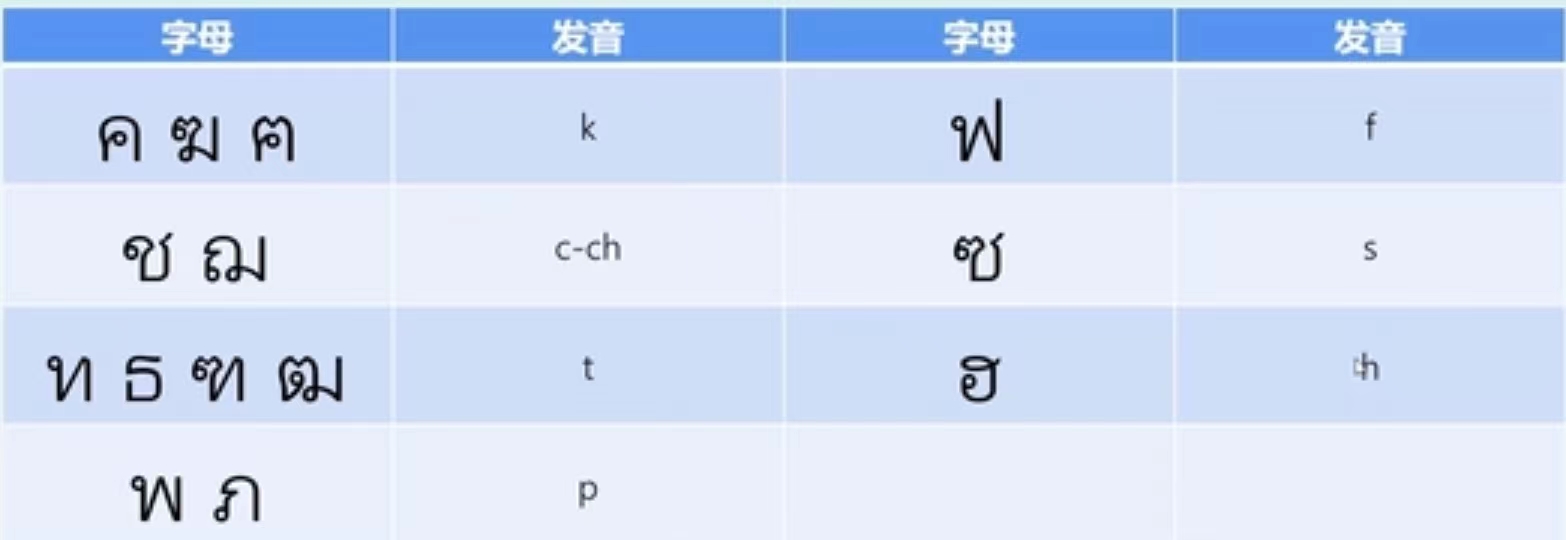 字母 发音 字母 发音
ค ฆ ฅ k ฟ f
ช ฌ c-ch ซ s
ท ธ ฑ ฒ t ฮ h
พ ภ p